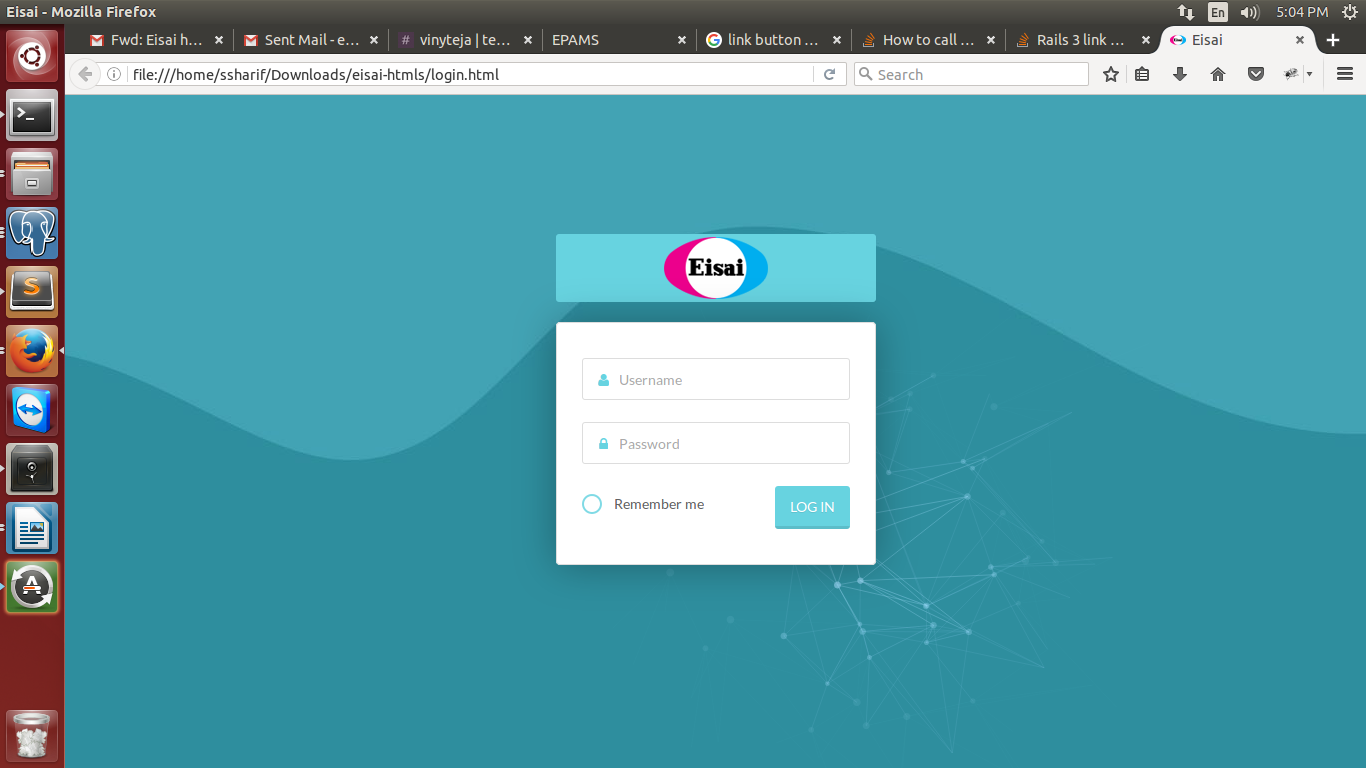 Eisai - Mozilla Firefox
En
5:04 PM
Fwd: Eisai h...
Sent Mail - e...
# vinyteja | te...
EPAMS
link button ...
How to call ...
Rails 3 link ...
Eisai
file:///home/ssharif/Downloads/eisai-htmls/login.html
Search
Eisai
Username
Password
Remember me
LOG IN